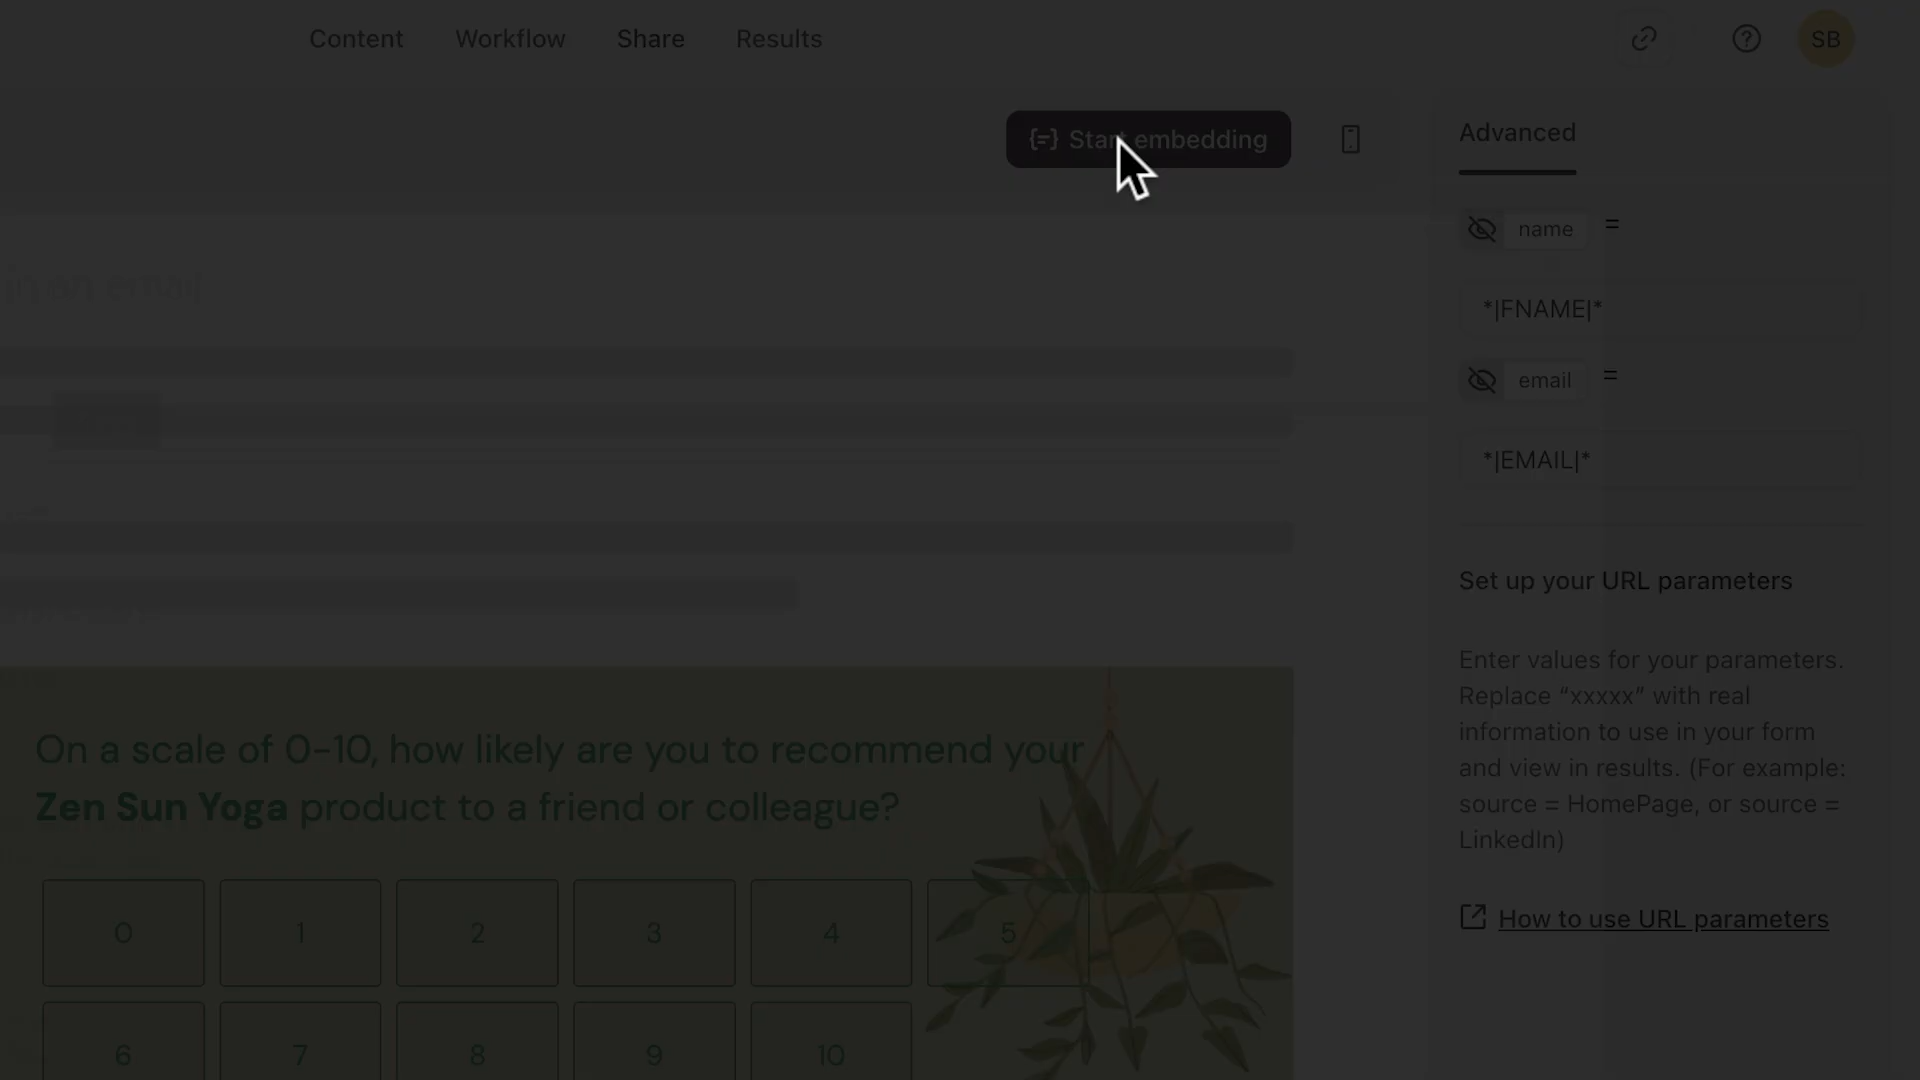 Content Workflow Share Results SB
Start embedding
Advanced
name =
*|FNAME|*
email =
*|EMAIL|*
in an email
Set up your URL parameters
Enter values for your parameters.
Replace “xxxxx” with real
information to use in your form
and view in results. (For example:
source = HomePage, or source =
LinkedIn)
How to use URL parameters
On a scale of 0-10, how likely are you to recommend your
Zen Sun Yoga product to a friend or colleague?
0 1 2 3 4 5
6 7 8 9 10